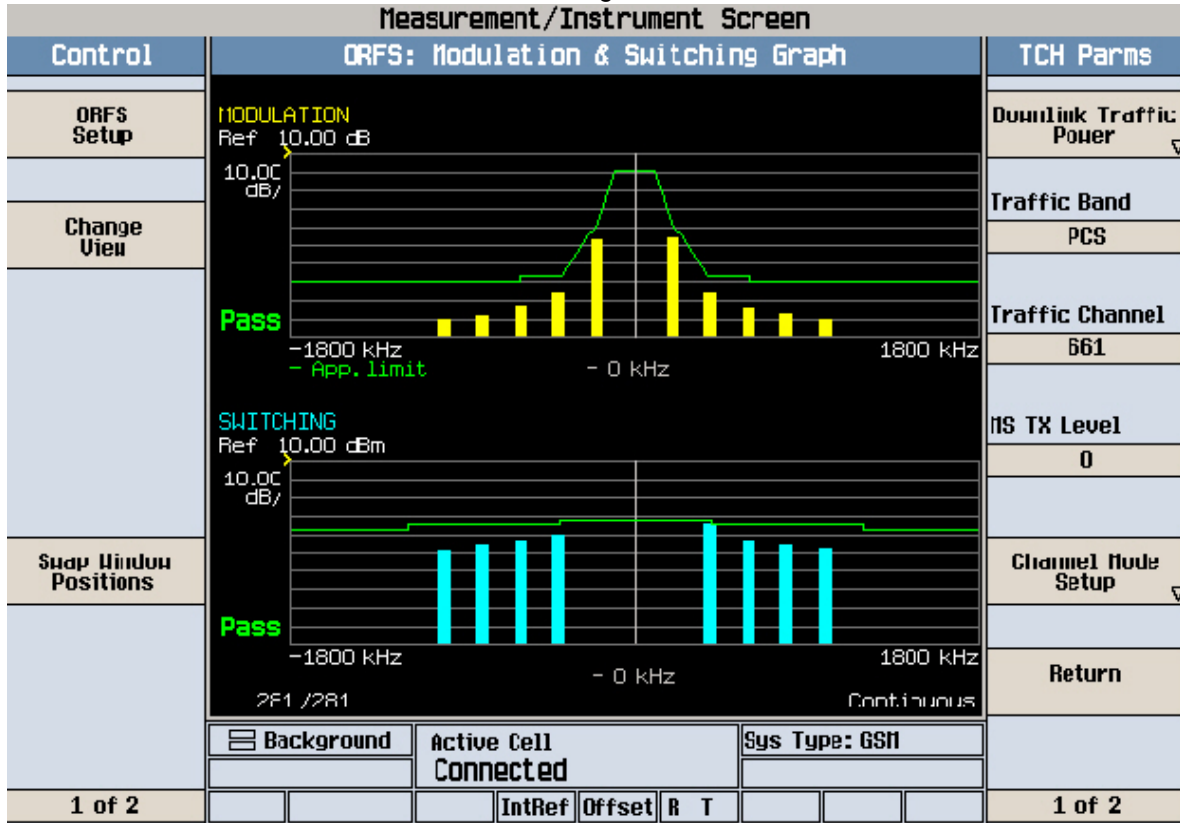 Measurement/Instrument Screen
Control
ORFS: Modulation & Switching Graph
TCH Parms
ORFS
Setup
Change
View
Swap Window
Positions
1 of 2
MODULATION
Ref 10.00 dB
10.00
dB/
Pass
-1800 kHz
1800 kHz
- App.limit
- 0 kHz
SWITCHING
Ref 10.00 dBm
10.00
dB/
Pass
-1800 kHz
1800 kHz
- 0 kHz
281 /281
Continuous
Background
Active Cell
Connected
Sys Type: GSM
IntRef
Offset
R T
Downlink Traffic
Power
Traffic Band
PCS
Traffic Channel
661
MS TX Level
0
Channel Mode
Setup
Return
1 of 2